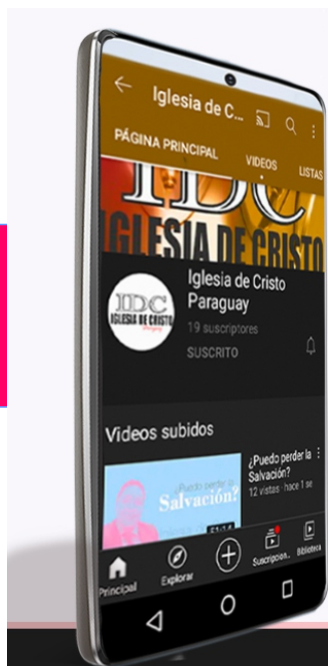 Iglesia de C...
PÁGINA PRINCIPAL
VIDEOS
LISTAS
IDC
IGLESIA DE CRISTO
IDC
IGLESIA DE CRISTO
Iglesia de Cristo
Paraguay
19 suscriptores
SUSCRITO
Videos subidos
¿Puedo perder la
Salvación?
¿Puedo perder la
Salvación?
12 vistas · hace 1 se
Principal
Explorar
Suscripcion...
Biblioteca